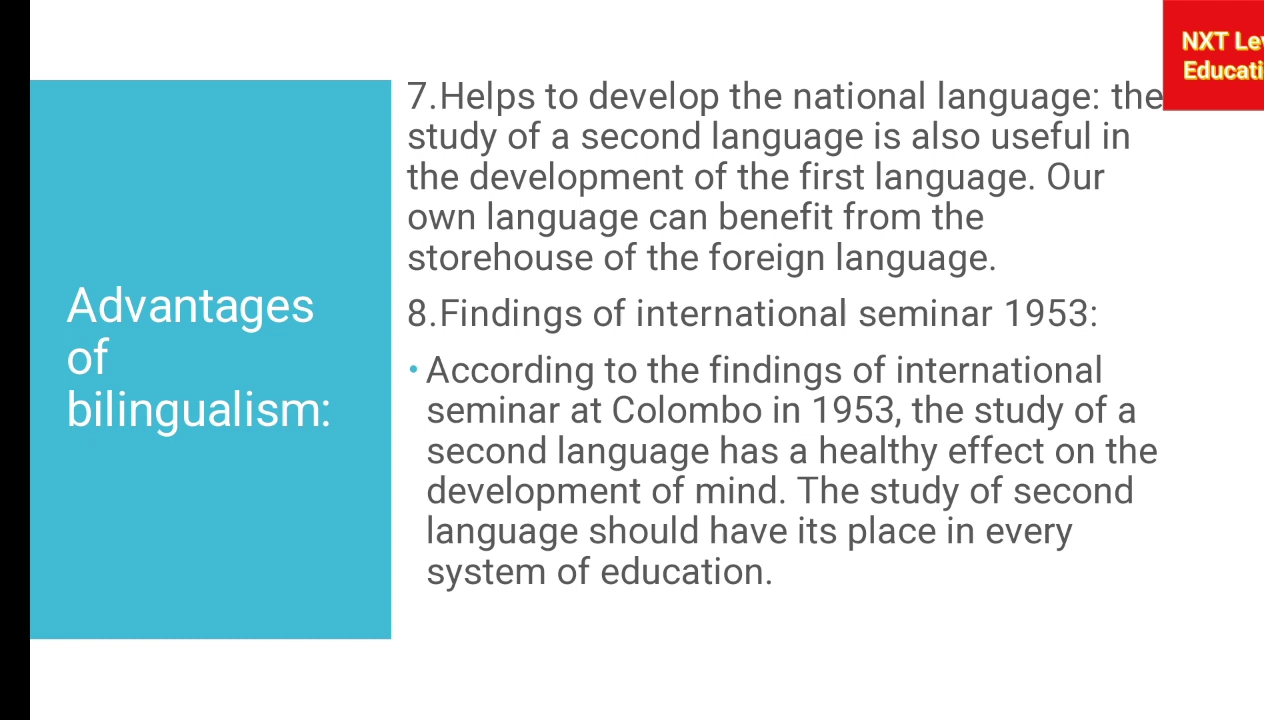 NXT Lev
Educati
7.Helps to develop the national language: the
study of a second language is also useful in
the development of the first language. Our
own language can benefit from the
storehouse of the foreign language.
Advantages
of
bilingualism:
8.Findings of international seminar 1953:
• According to the findings of international
seminar at Colombo in 1953, the study of a
second language has a healthy effect on the
development of mind. The study of second
language should have its place in every
system of education.